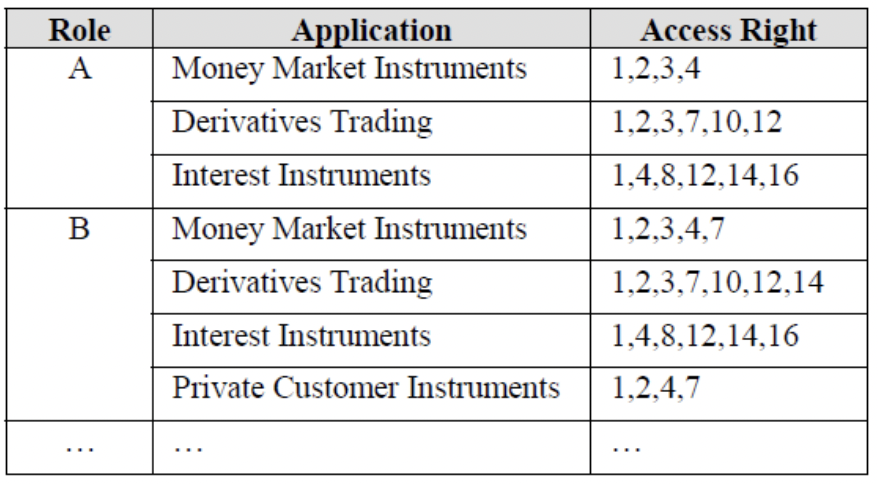 Role Application Access Right
A Money Market Instruments 1,2,3,4
Derivatives Trading 1,2,3,7,10,12
Interest Instruments 1,4,8,12,14,16
B Money Market Instruments 1,2,3,4,7
Derivatives Trading 1,2,3,7,10,12,14
Interest Instruments 1,4,8,12,14,16
Private Customer Instruments 1,2,4,7
… … …